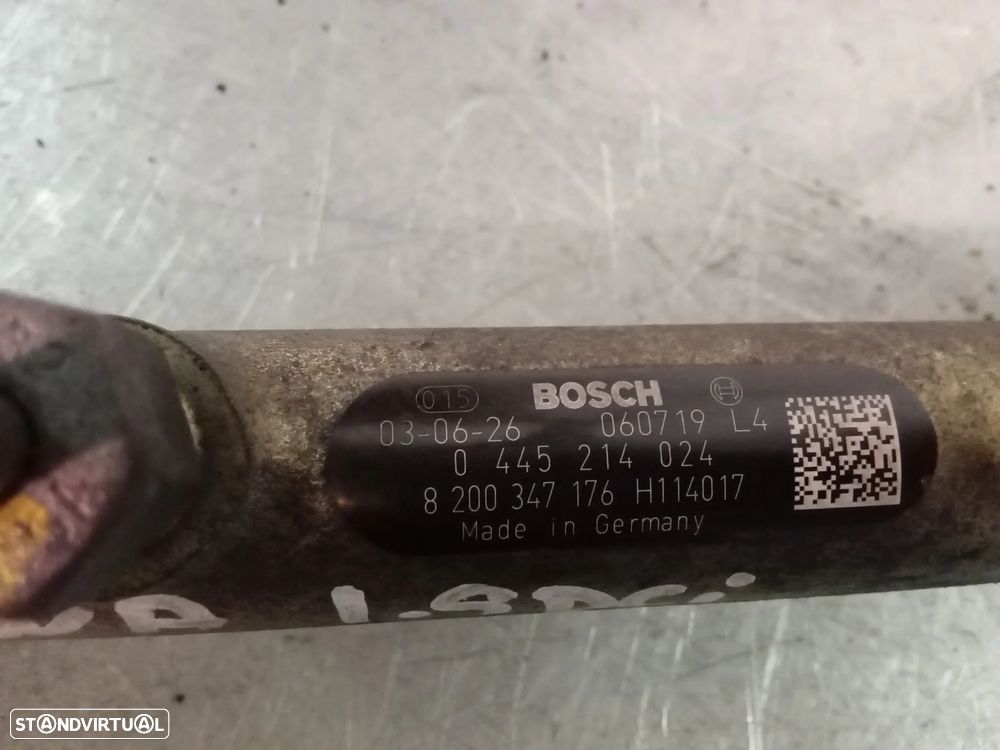 015 BOSCH
03-06-26 060719 L4
0 445 214 024
8 200 347 176 H114017
Made in Germany
1.9DCi
STANDVIRTUAL